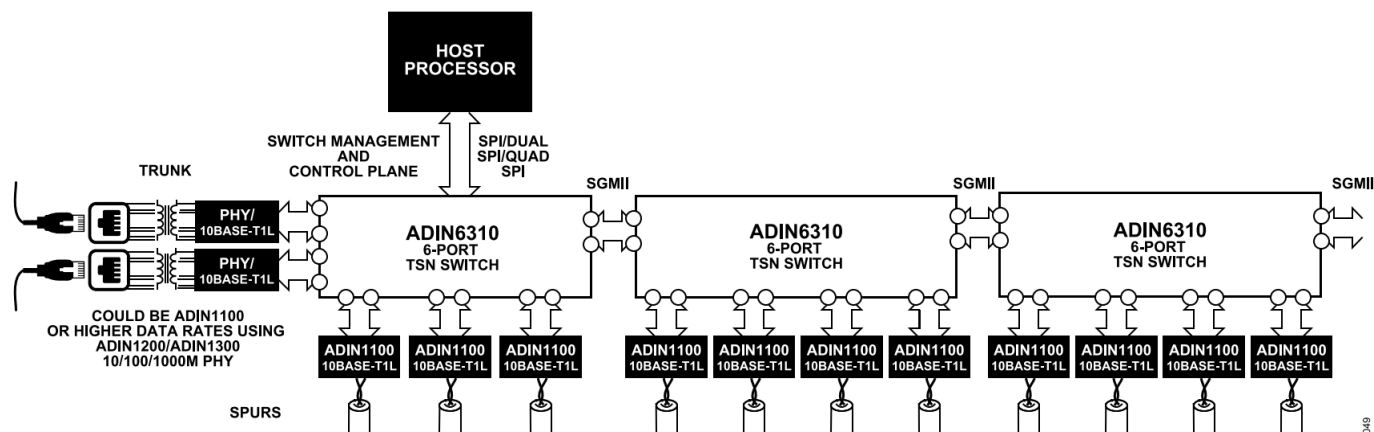 HOST
PROCESSOR
SWITCH MANAGEMENT
AND
CONTROL PLANE
SPI/DUAL
SPI/QUAD
SPI
TRUNK
SGMII
SGMII
SGMII
PHY/
10BASE-T1L
PHY/
10BASE-T1L
ADIN6310
6-PORT
TSN SWITCH
ADIN6310
6-PORT
TSN SWITCH
ADIN6310
6-PORT
TSN SWITCH
COULD BE ADIN1100
OR HIGHER DATA RATES USING
ADIN1200/ADIN1300
10/100/1000M PHY
ADIN1100
10BASE-T1L
ADIN1100
10BASE-T1L
ADIN1100
10BASE-T1L
ADIN1100
10BASE-T1L
ADIN1100
10BASE-T1L
ADIN1100
10BASE-T1L
ADIN1100
10BASE-T1L
ADIN1100
10BASE-T1L
ADIN1100
10BASE-T1L
ADIN1100
10BASE-T1L
ADIN1100
10BASE-T1L
SPURS
049